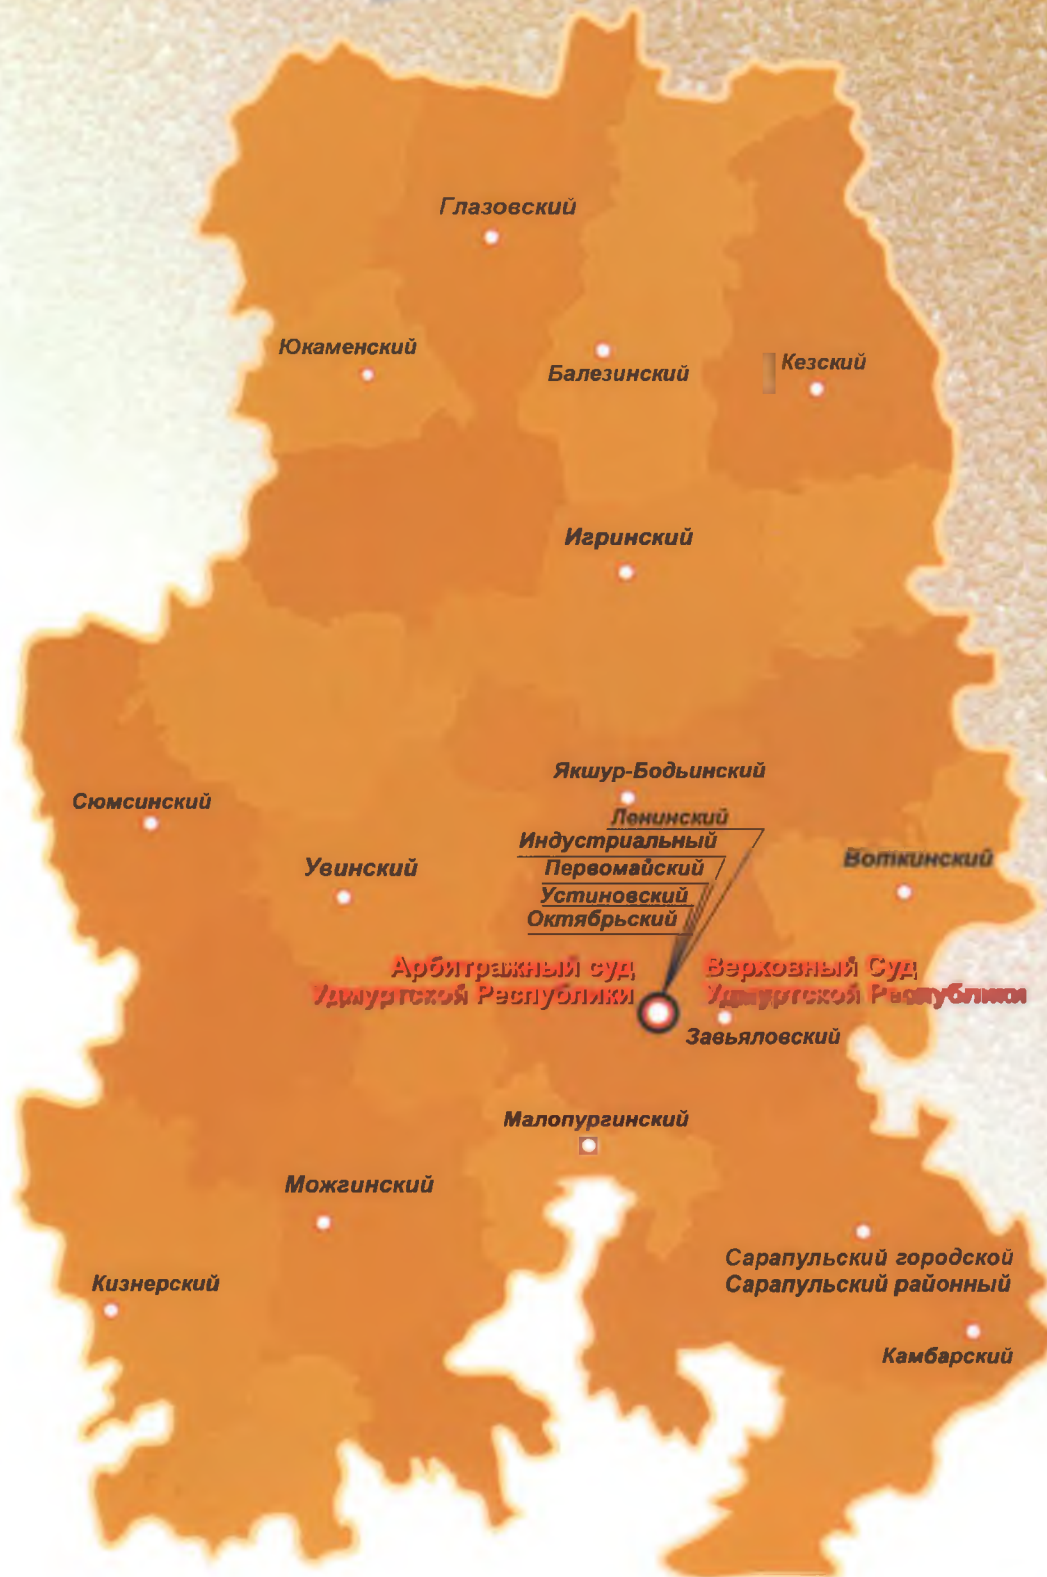 Глазовский
Юкаменский
Балезинский
Кезский
Игринский
Якшур-Бодьинский
Сюмсинский
Ленинский
Индустриальный
Увинский
Первомайский
Воткинский
Устиновский
Октябрьский
Арбитражный суд
Удмуртской Республики
Верховный Суд
Удмуртской Республики
Завьяловский
Малопургинский
Можгинский
Сарапульский городской
Сарапульский районный
Кизнерский
Камбарский